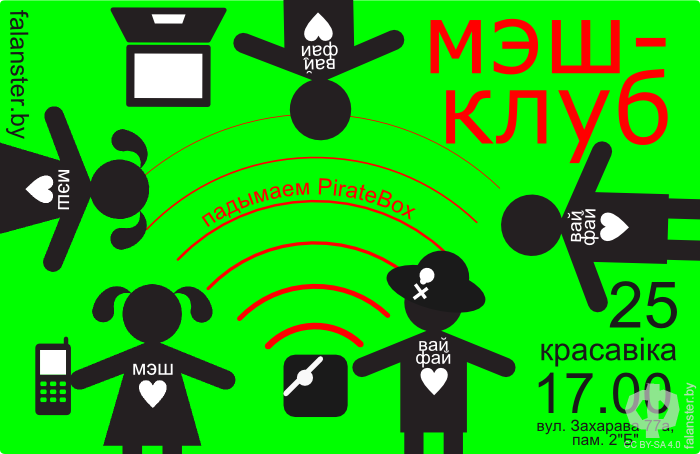 falanster.by
мэш-
клуб
вай
фай
мэш
падымаем PirateBox
вай
фай
мэш
вай
фай
25
красавіка
17.00
вул. Захарава 77а,
пам. 2"Б"
CC BY-SA 4.0
falanster.by